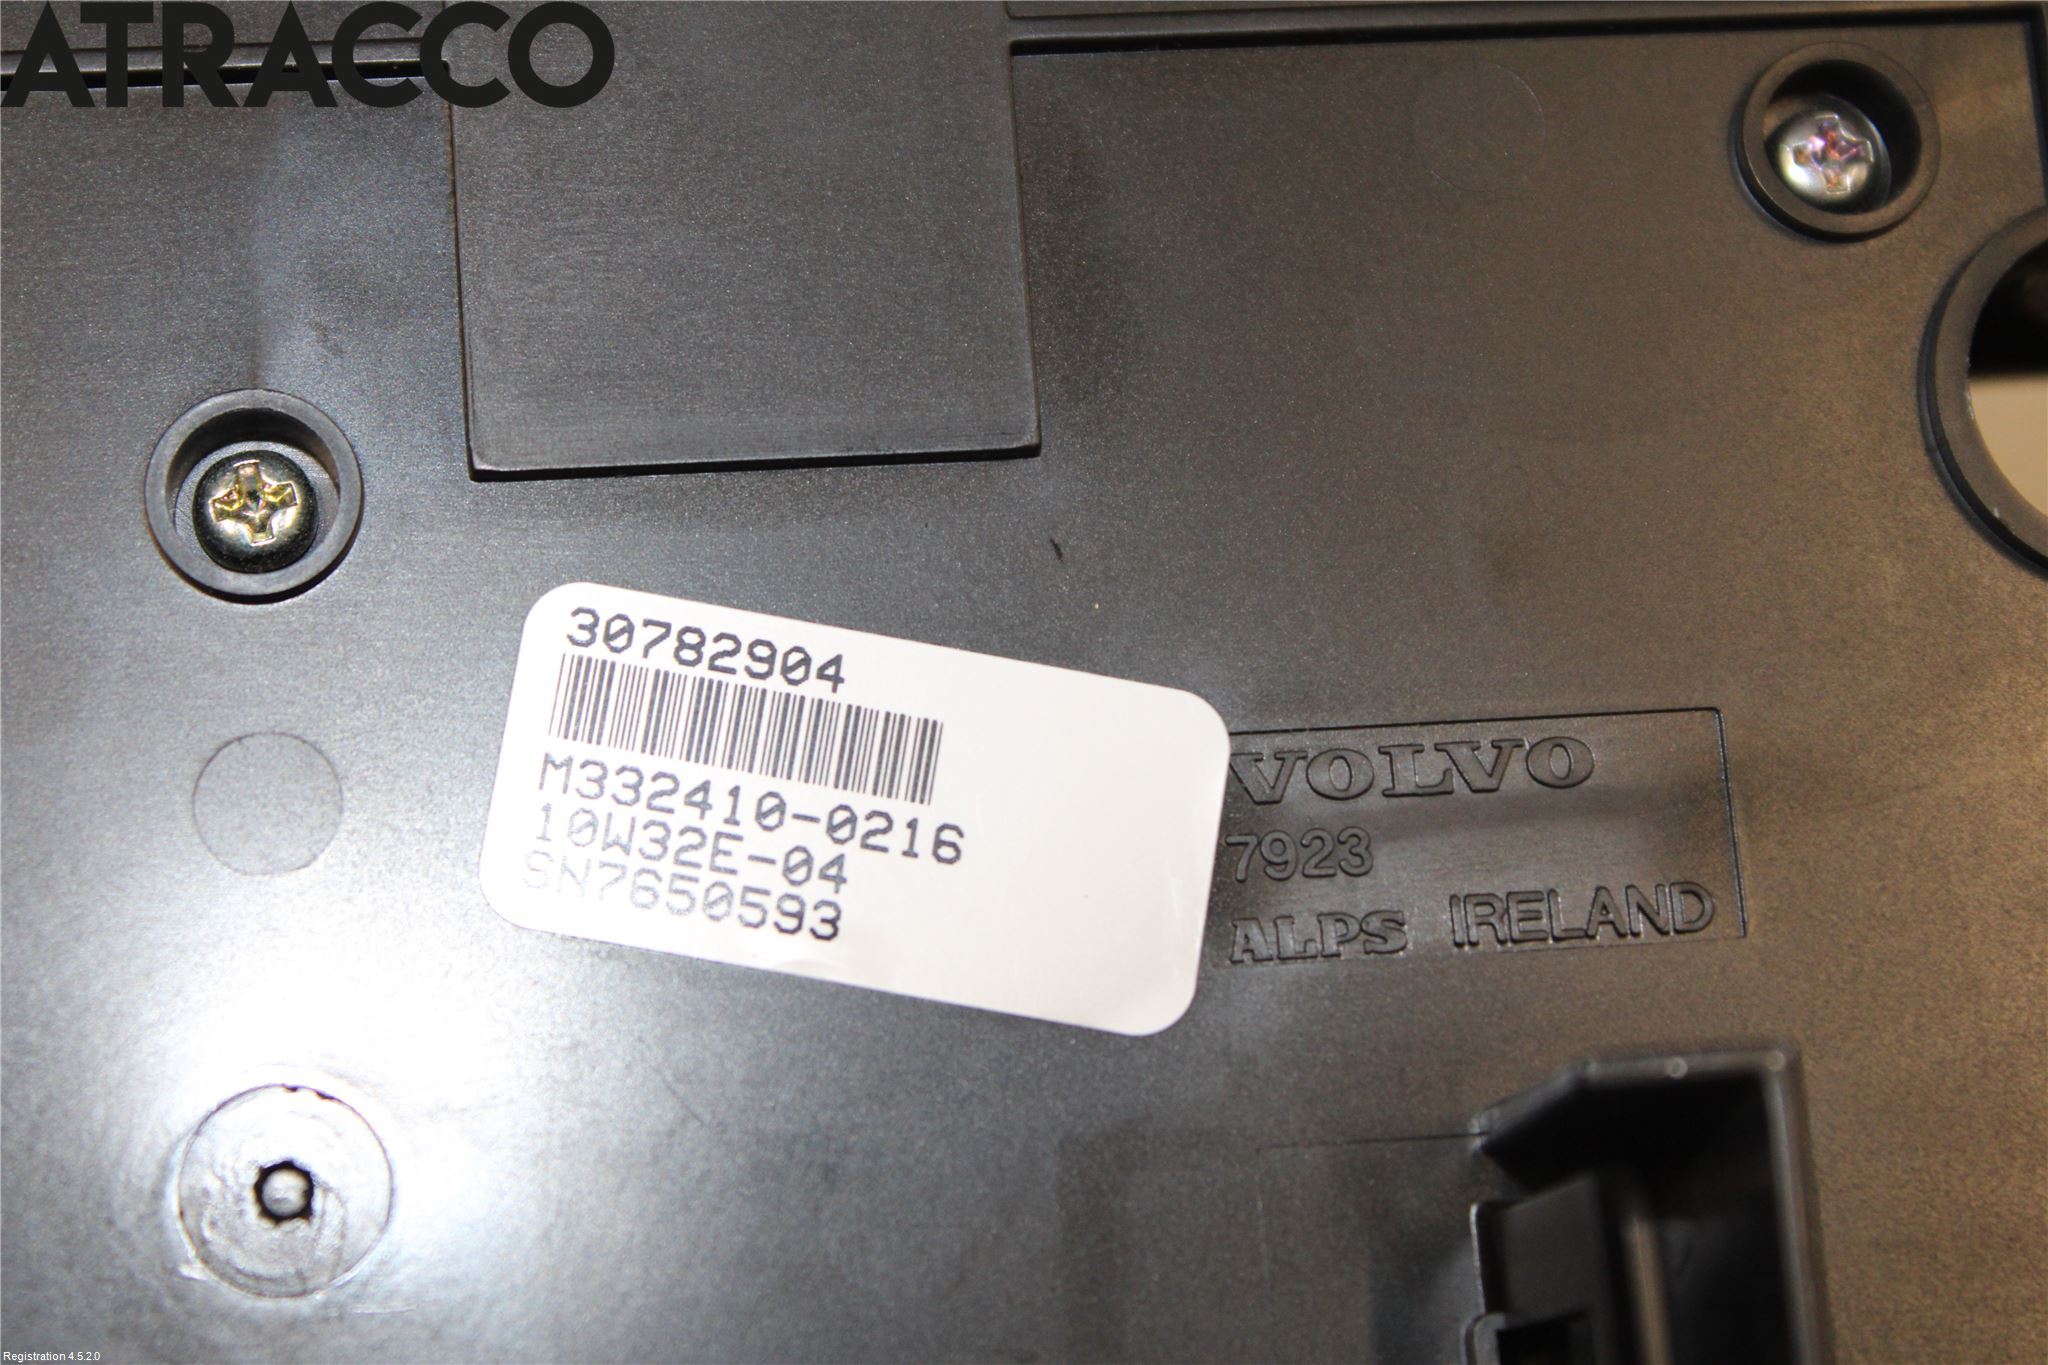 ATRACCO
30782904
M332410-0216
10W32E-04
SN7650593
VOLVO
7923
ALPS IRELAND
Registration 4.5.2.0